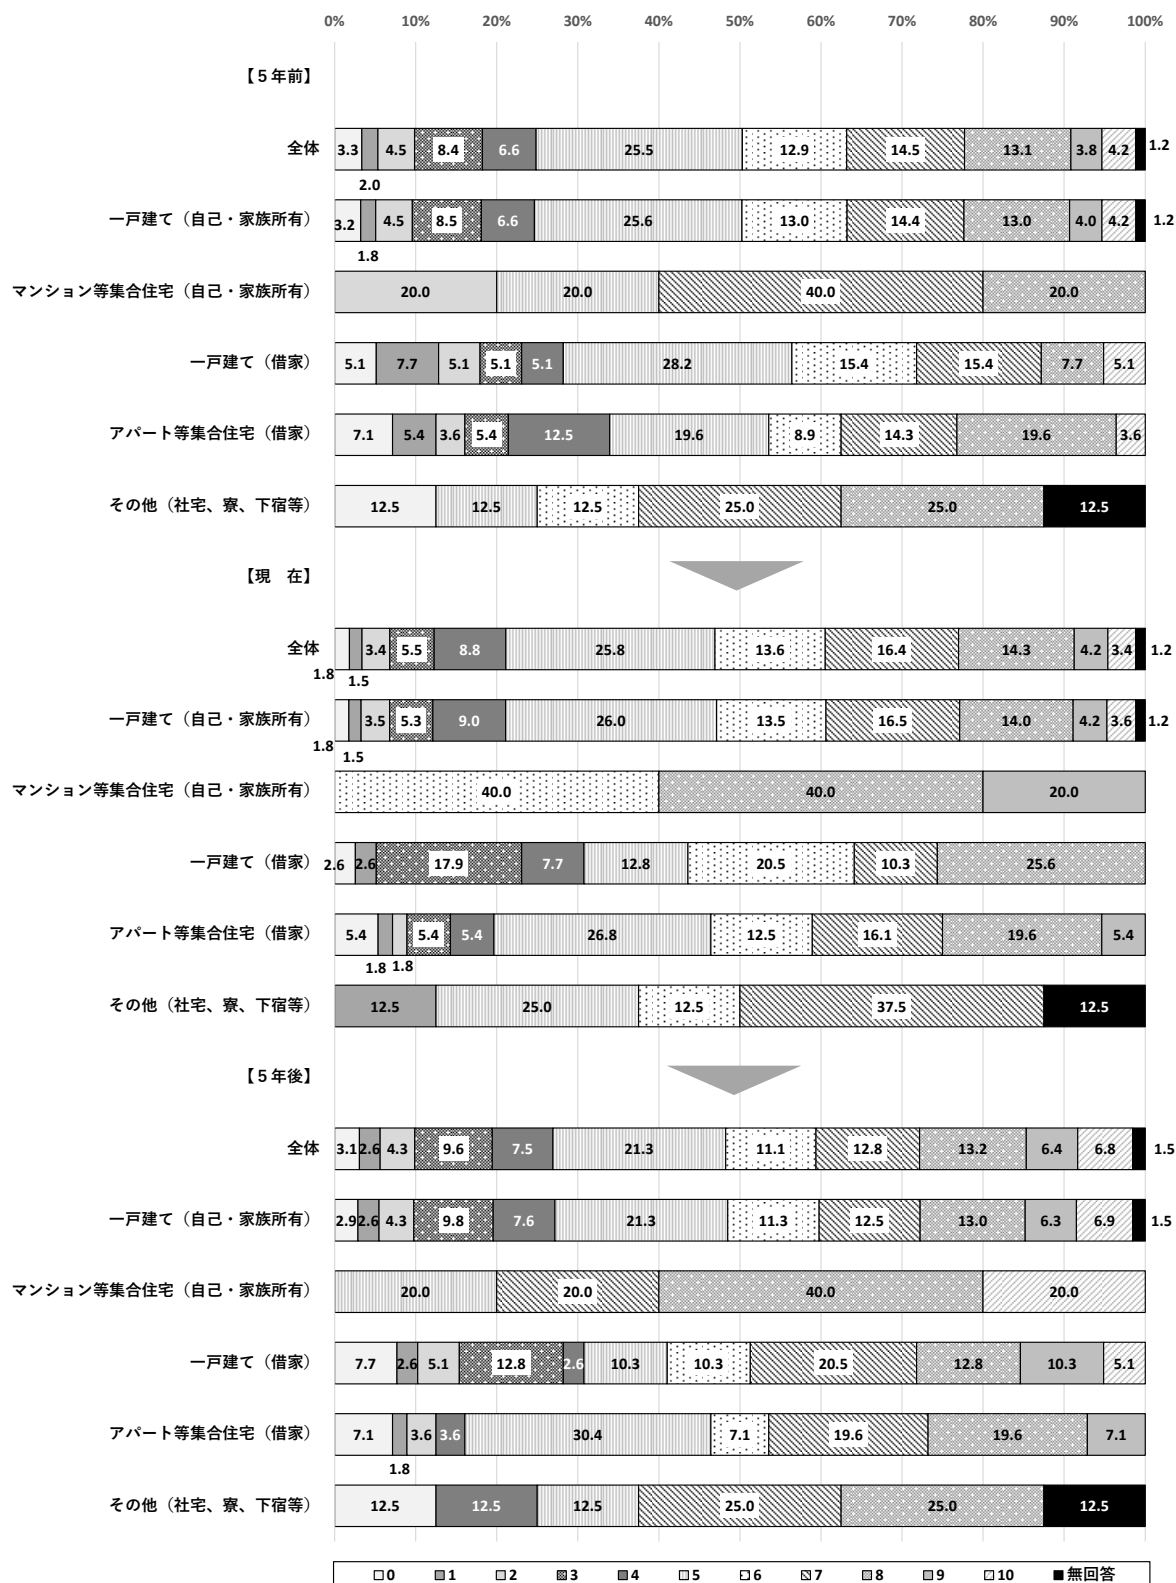 0% 10% 20% 30% 40% 50% 60% 70% 80% 90% 100%
【５年前】
全体 3.3 4.5 8.4 6.6 25.5 12.9 14.5 13.1 3.8 4.2 1.2
2.0
一戸建て（自己・家族所有） 3.2 4.5 8.5 6.6 25.6 13.0 14.4 13.0 4.0 4.2 1.2
1.8
マンション等集合住宅（自己・家族所有） 20.0 20.0 40.0 20.0
一戸建て（借家） 5.1 7.7 5.1 5.1 5.1 28.2 15.4 15.4 7.7 5.1
アパート等集合住宅（借家） 7.1 5.4 3.6 5.4 12.5 19.6 8.9 14.3 19.6 3.6
その他（社宅、寮、下宿等） 12.5 12.5 12.5 25.0 25.0 12.5
【現　在】
全体 3.4 5.5 8.8 25.8 13.6 16.4 14.3 4.2 3.4 1.2
1.8 1.5
一戸建て（自己・家族所有） 3.5 5.3 9.0 26.0 13.5 16.5 14.0 4.2 3.6 1.2
1.8 1.5
マンション等集合住宅（自己・家族所有） 40.0 40.0 20.0
一戸建て（借家） 2.6 2.6 17.9 7.7 12.8 20.5 10.3 25.6
アパート等集合住宅（借家） 5.4 5.4 5.4 26.8 12.5 16.1 19.6 5.4
1.8 1.8
その他（社宅、寮、下宿等） 12.5 25.0 12.5 37.5 12.5
【５年後】
全体 3.1 2.6 4.3 9.6 7.5 21.3 11.1 12.8 13.2 6.4 6.8 1.5
一戸建て（自己・家族所有） 2.9 2.6 4.3 9.8 7.6 21.3 11.3 12.5 13.0 6.3 6.9 1.5
マンション等集合住宅（自己・家族所有） 20.0 20.0 40.0 20.0
一戸建て（借家） 7.7 2.6 5.1 12.8 2.6 10.3 10.3 20.5 12.8 10.3 5.1
アパート等集合住宅（借家） 7.1 3.6 3.6 30.4 7.1 19.6 19.6 7.1
1.8
その他（社宅、寮、下宿等） 12.5 12.5 12.5 25.0 25.0 12.5
0 1 2 3 4 5 6 7 8 9 10 無回答